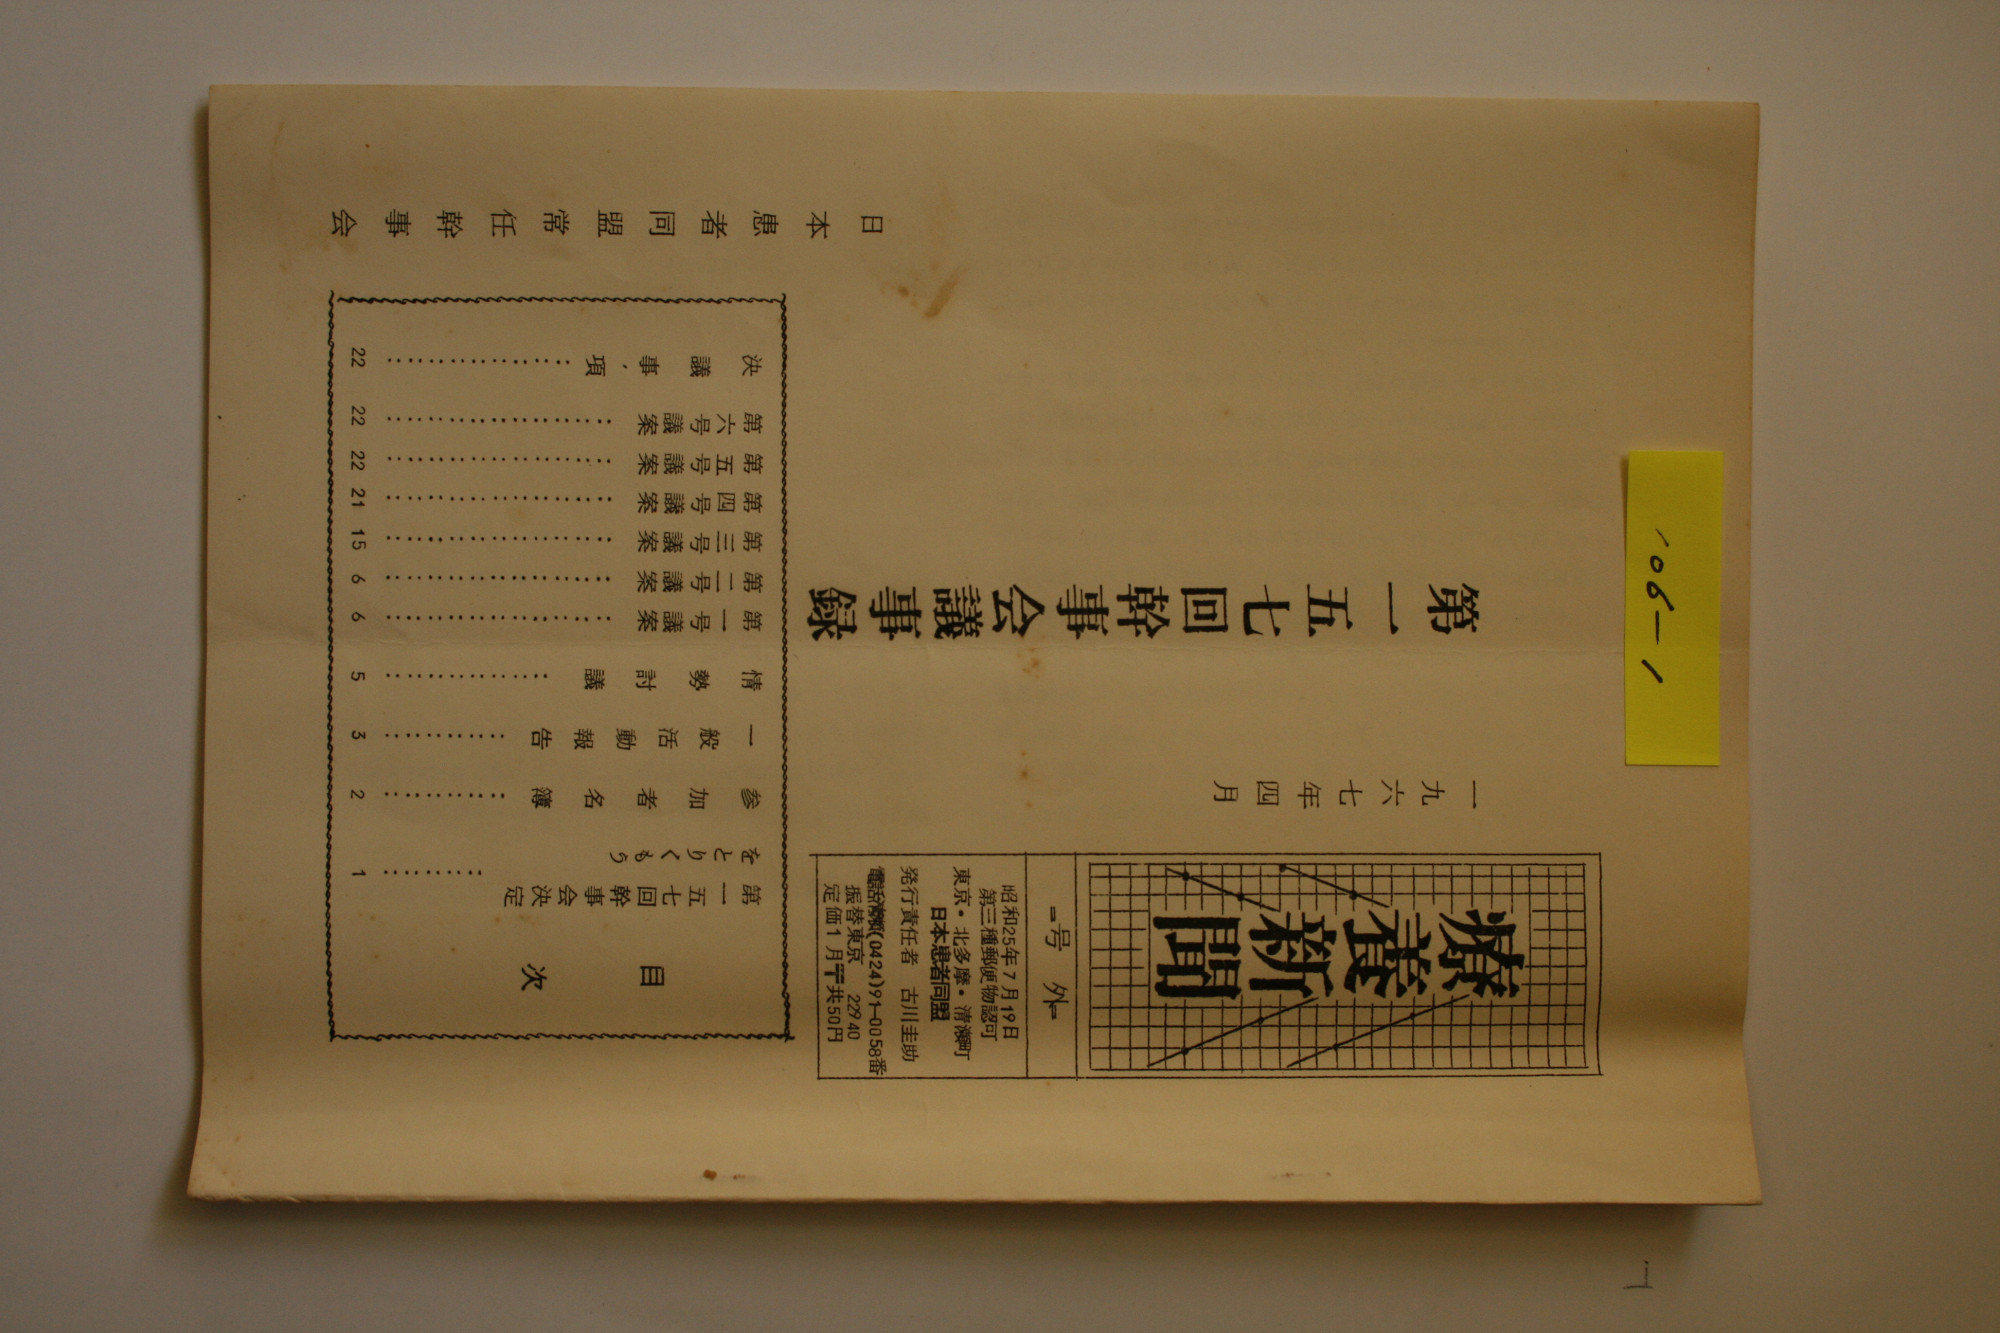 106-1
療養新聞
号外
昭和25年7月19日
第三種郵便物認可
東京・北多摩・清瀬町
日本患者同盟
発行責任者 古川圭助
電話清瀬(0424)91-0058番
振替東京 22940
定価1月〒共50円
一九六七年四月
第一五七回幹事会議事録
目次
第一五七回幹事会決定
をとりくもう……1
参加者名簿……2
一般活動報告……3
情勢討議……5
第一号議案……6
第二号議案……6
第三号議案……15
第四号議案……21
第五号議案……22
第六号議案……22
決議事項……22
日本患者同盟常任幹事会